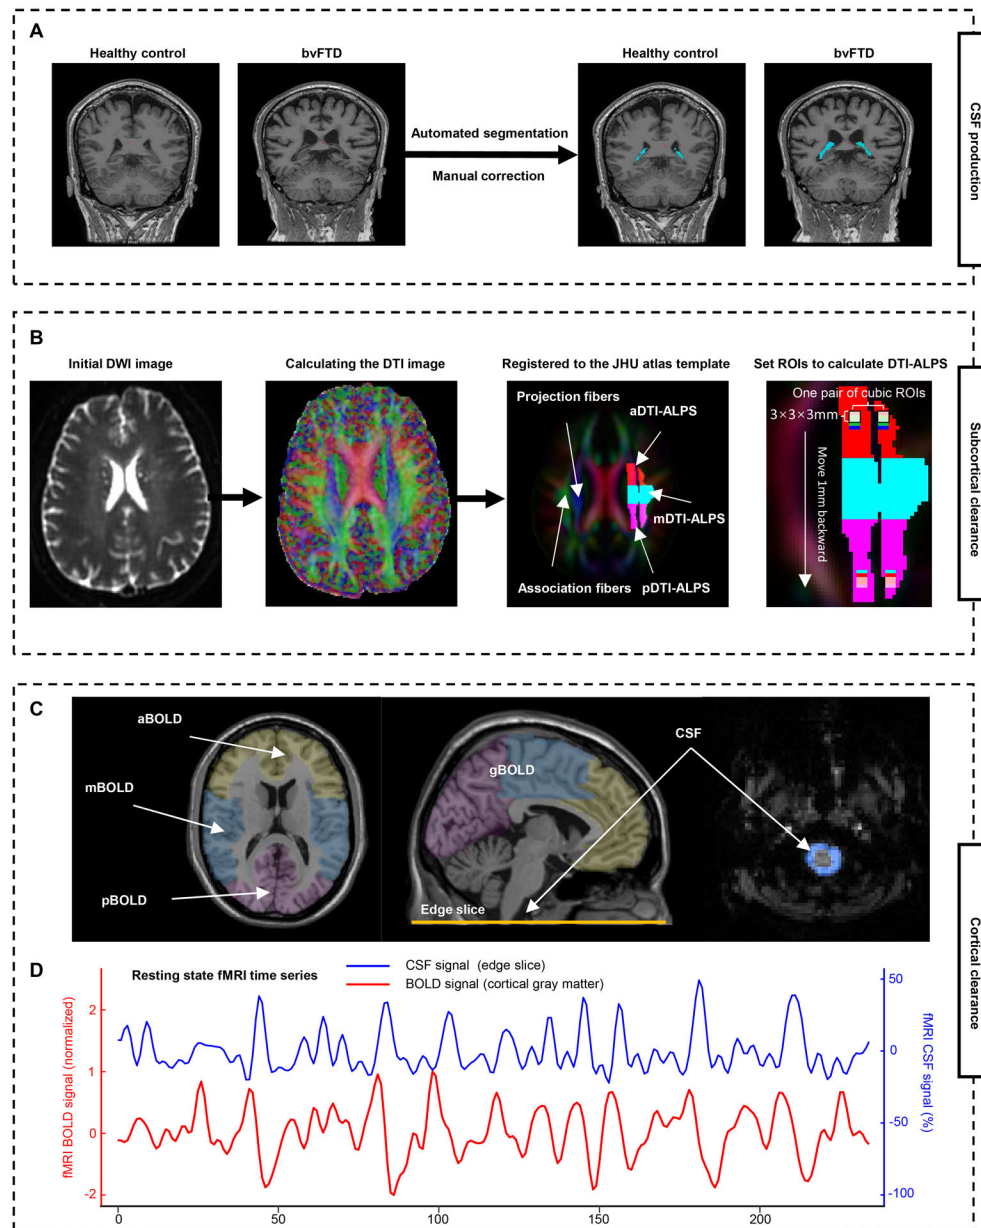 A
Healthy control
bvFTD
Healthy control
bvFTD
Automated segmentation
Manual correction
CSF production
B
Initial DWI image
Calculating the DTI image
Registered to the JHU atlas template
Set ROIs to calculate DTI-ALPS
Projection fibers
aDTI-ALPS
mDTI-ALPS
Association fibers
pDTI-ALPS
One pair of cubic ROIs
3×3×3mm
Move 1mm backward
Subcortical clearance
C
aBOLD
mBOLD
pBOLD
gBOLD
CSF
Edge slice
Cortical clearance
D
Resting state fMRI time series
CSF signal (edge slice)
BOLD signal (cortical gray matter)
fMRI BOLD signal (normalized)
2
1
0
-2
50
0
-50
-100
fMRI CSF signal (%)
0
50
100
150
200